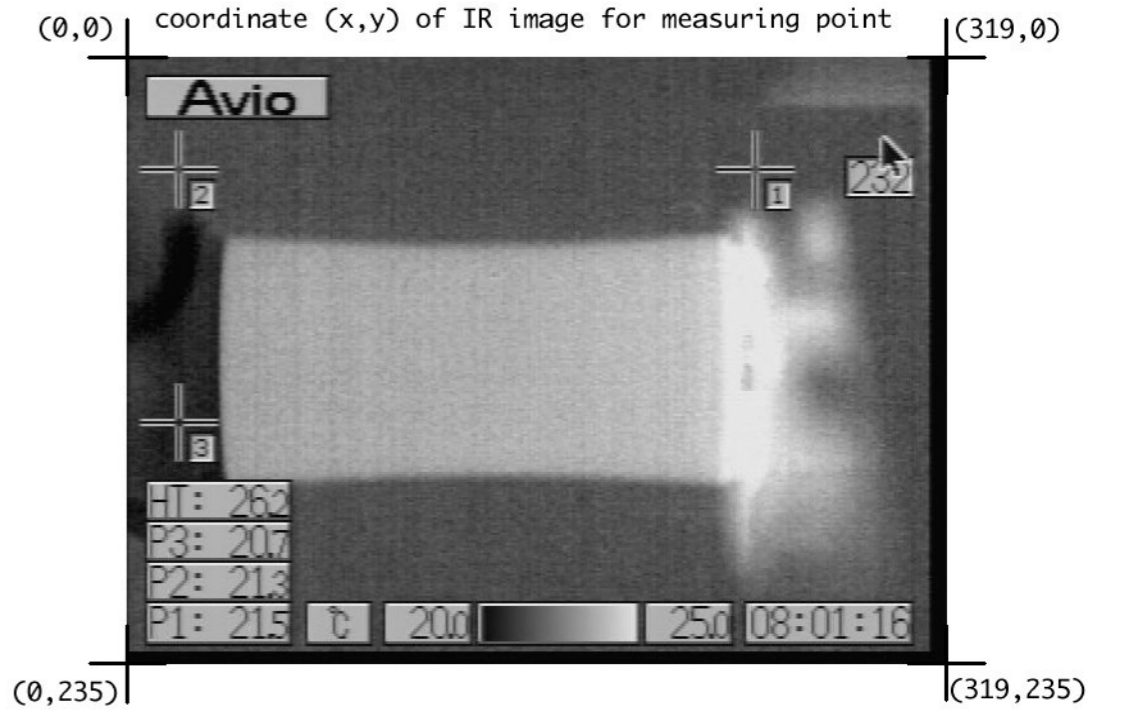 coordinate (x,y) of IR image for measuring point
(0,0)
(319,0)
Avio
2
1
232
3
HT: 26.2
P3: 20.7
P2: 21.3
P1: 21.5 ℃ 20.0 25.0 08:01:16
(0,235)
(319,235)